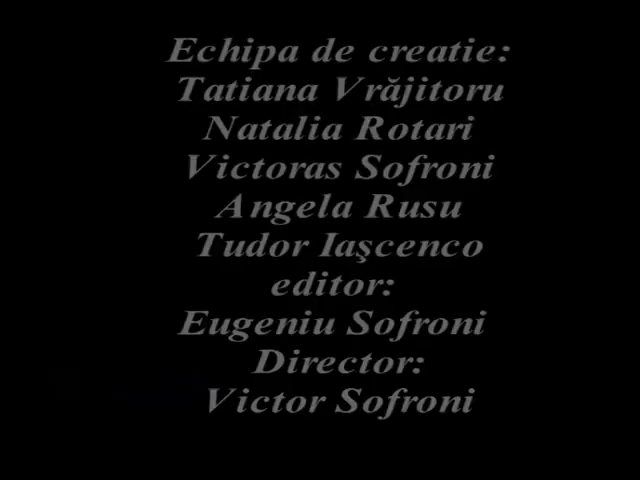 Echipa de creatie:
Tatiana Vrăjitoru
Natalia Rotari
Victoras Sofroni
Angela Rusu
Tudor Iaşcenco
editor:
Eugeniu Sofroni
Director:
Victor Sofroni